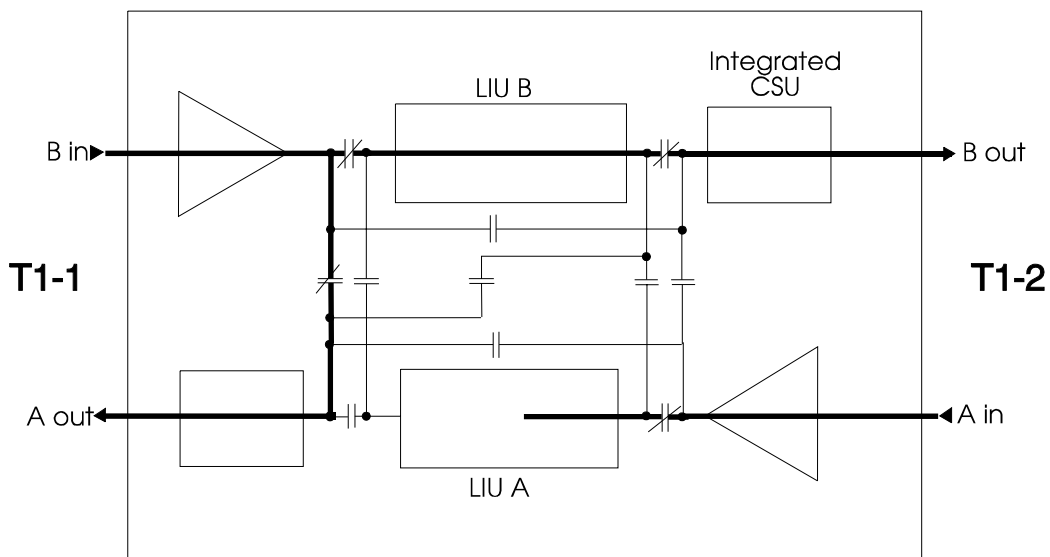 Integrated
CSU
LIU B
B in
B out
T1-1
T1-2
A out
A in
LIU A